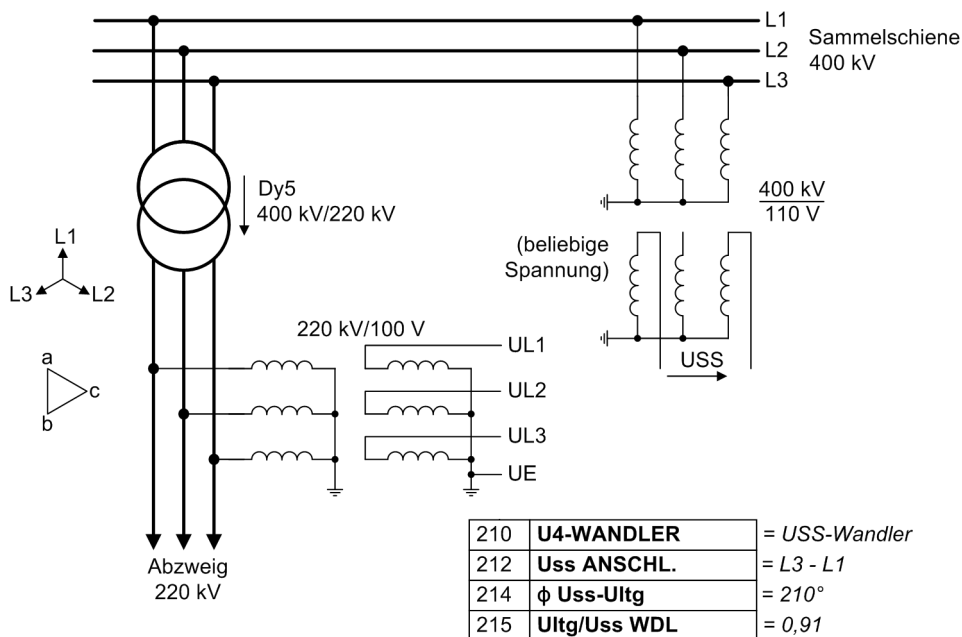 L1
L2
L3
Sammelschiene
400 kV
Dy5
400 kV/220 kV
400 kV
110 V
(beliebige
Spannung)
L1
L3
L2
220 kV/100 V
UL1
USS
a
c
b
UL2
UL3
UE
Abzweig
220 kV
210 U4-WANDLER = USS-Wandler
212 Uss ANSCHL. = L3 - L1
214 ϕ Uss-Ultg = 210°
215 Ultg/Uss WDL = 0,91